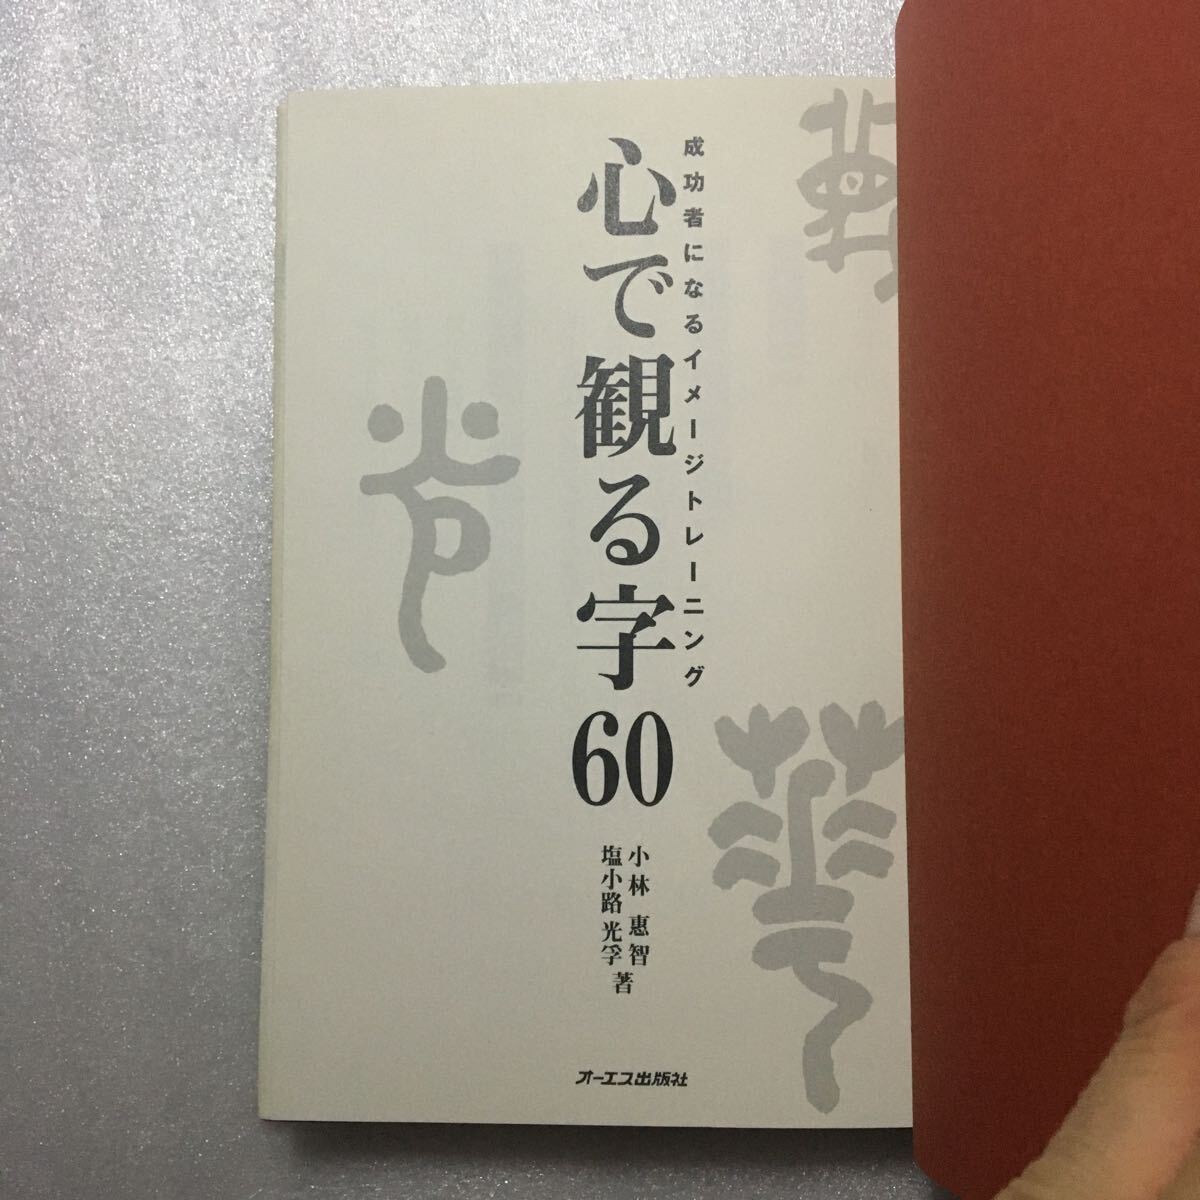 成功者になるイメージトレーニング
心で観る字60
小林 惠智
塩小路光孚
著
オーエス出版社